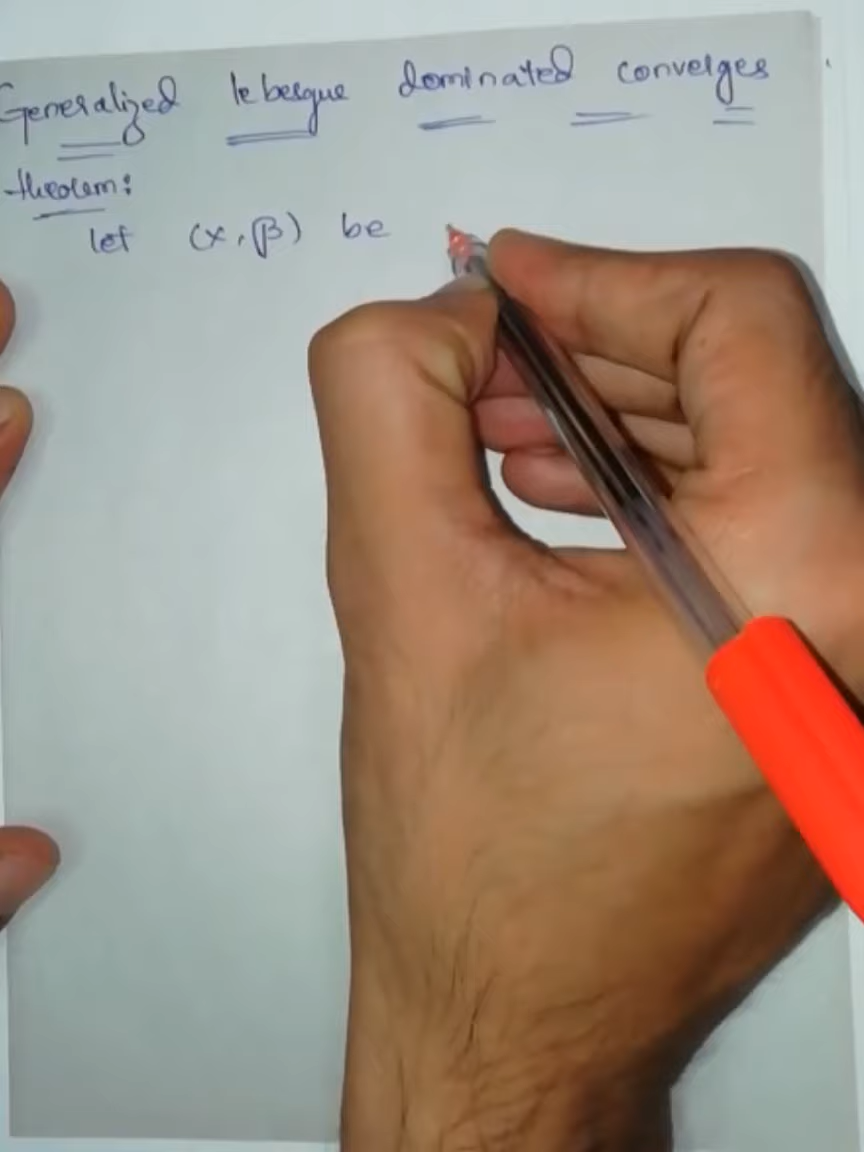 Generalized lebesgue dominated converges
theorem:
let (x, β) be